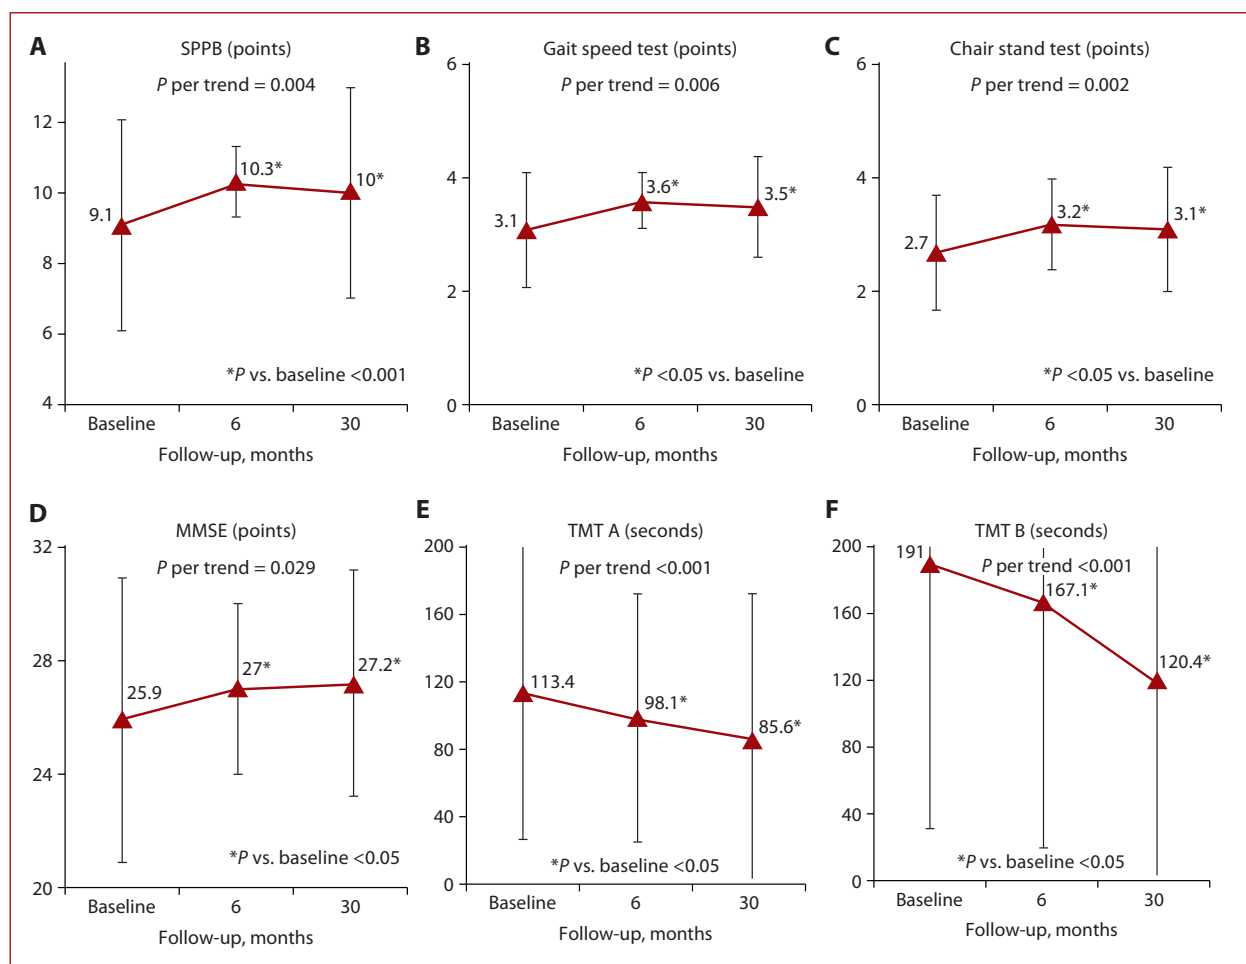 A
SPPB (points)
P per trend = 0.004
12
10
8
6
4
9.1
10.3*
10*
*P vs. baseline <0.001
Baseline
6
30
Follow-up, months
B
Gait speed test (points)
P per trend = 0.006
6
4
2
0
3.1
3.6*
3.5*
*P <0.05 vs. baseline
Baseline
6
30
Follow-up, months
C
Chair stand test (points)
P per trend = 0.002
6
4
2
0
2.7
3.2*
3.1*
*P <0.05 vs. baseline
Baseline
6
30
Follow-up, months
D
MMSE (points)
P per trend = 0.029
32
28
24
20
25.9
27*
27.2*
*P vs. baseline <0.05
Baseline
6
30
Follow-up, months
E
TMT A (seconds)
P per trend <0.001
200
160
120
80
40
0
113.4
98.1*
85.6*
*P vs. baseline <0.05
Baseline
6
30
Follow-up, months
F
TMT B (seconds)
P per trend <0.001
200
160
120
80
40
0
191
167.1*
120.4*
*P vs. baseline <0.05
Baseline
6
30
Follow-up, months